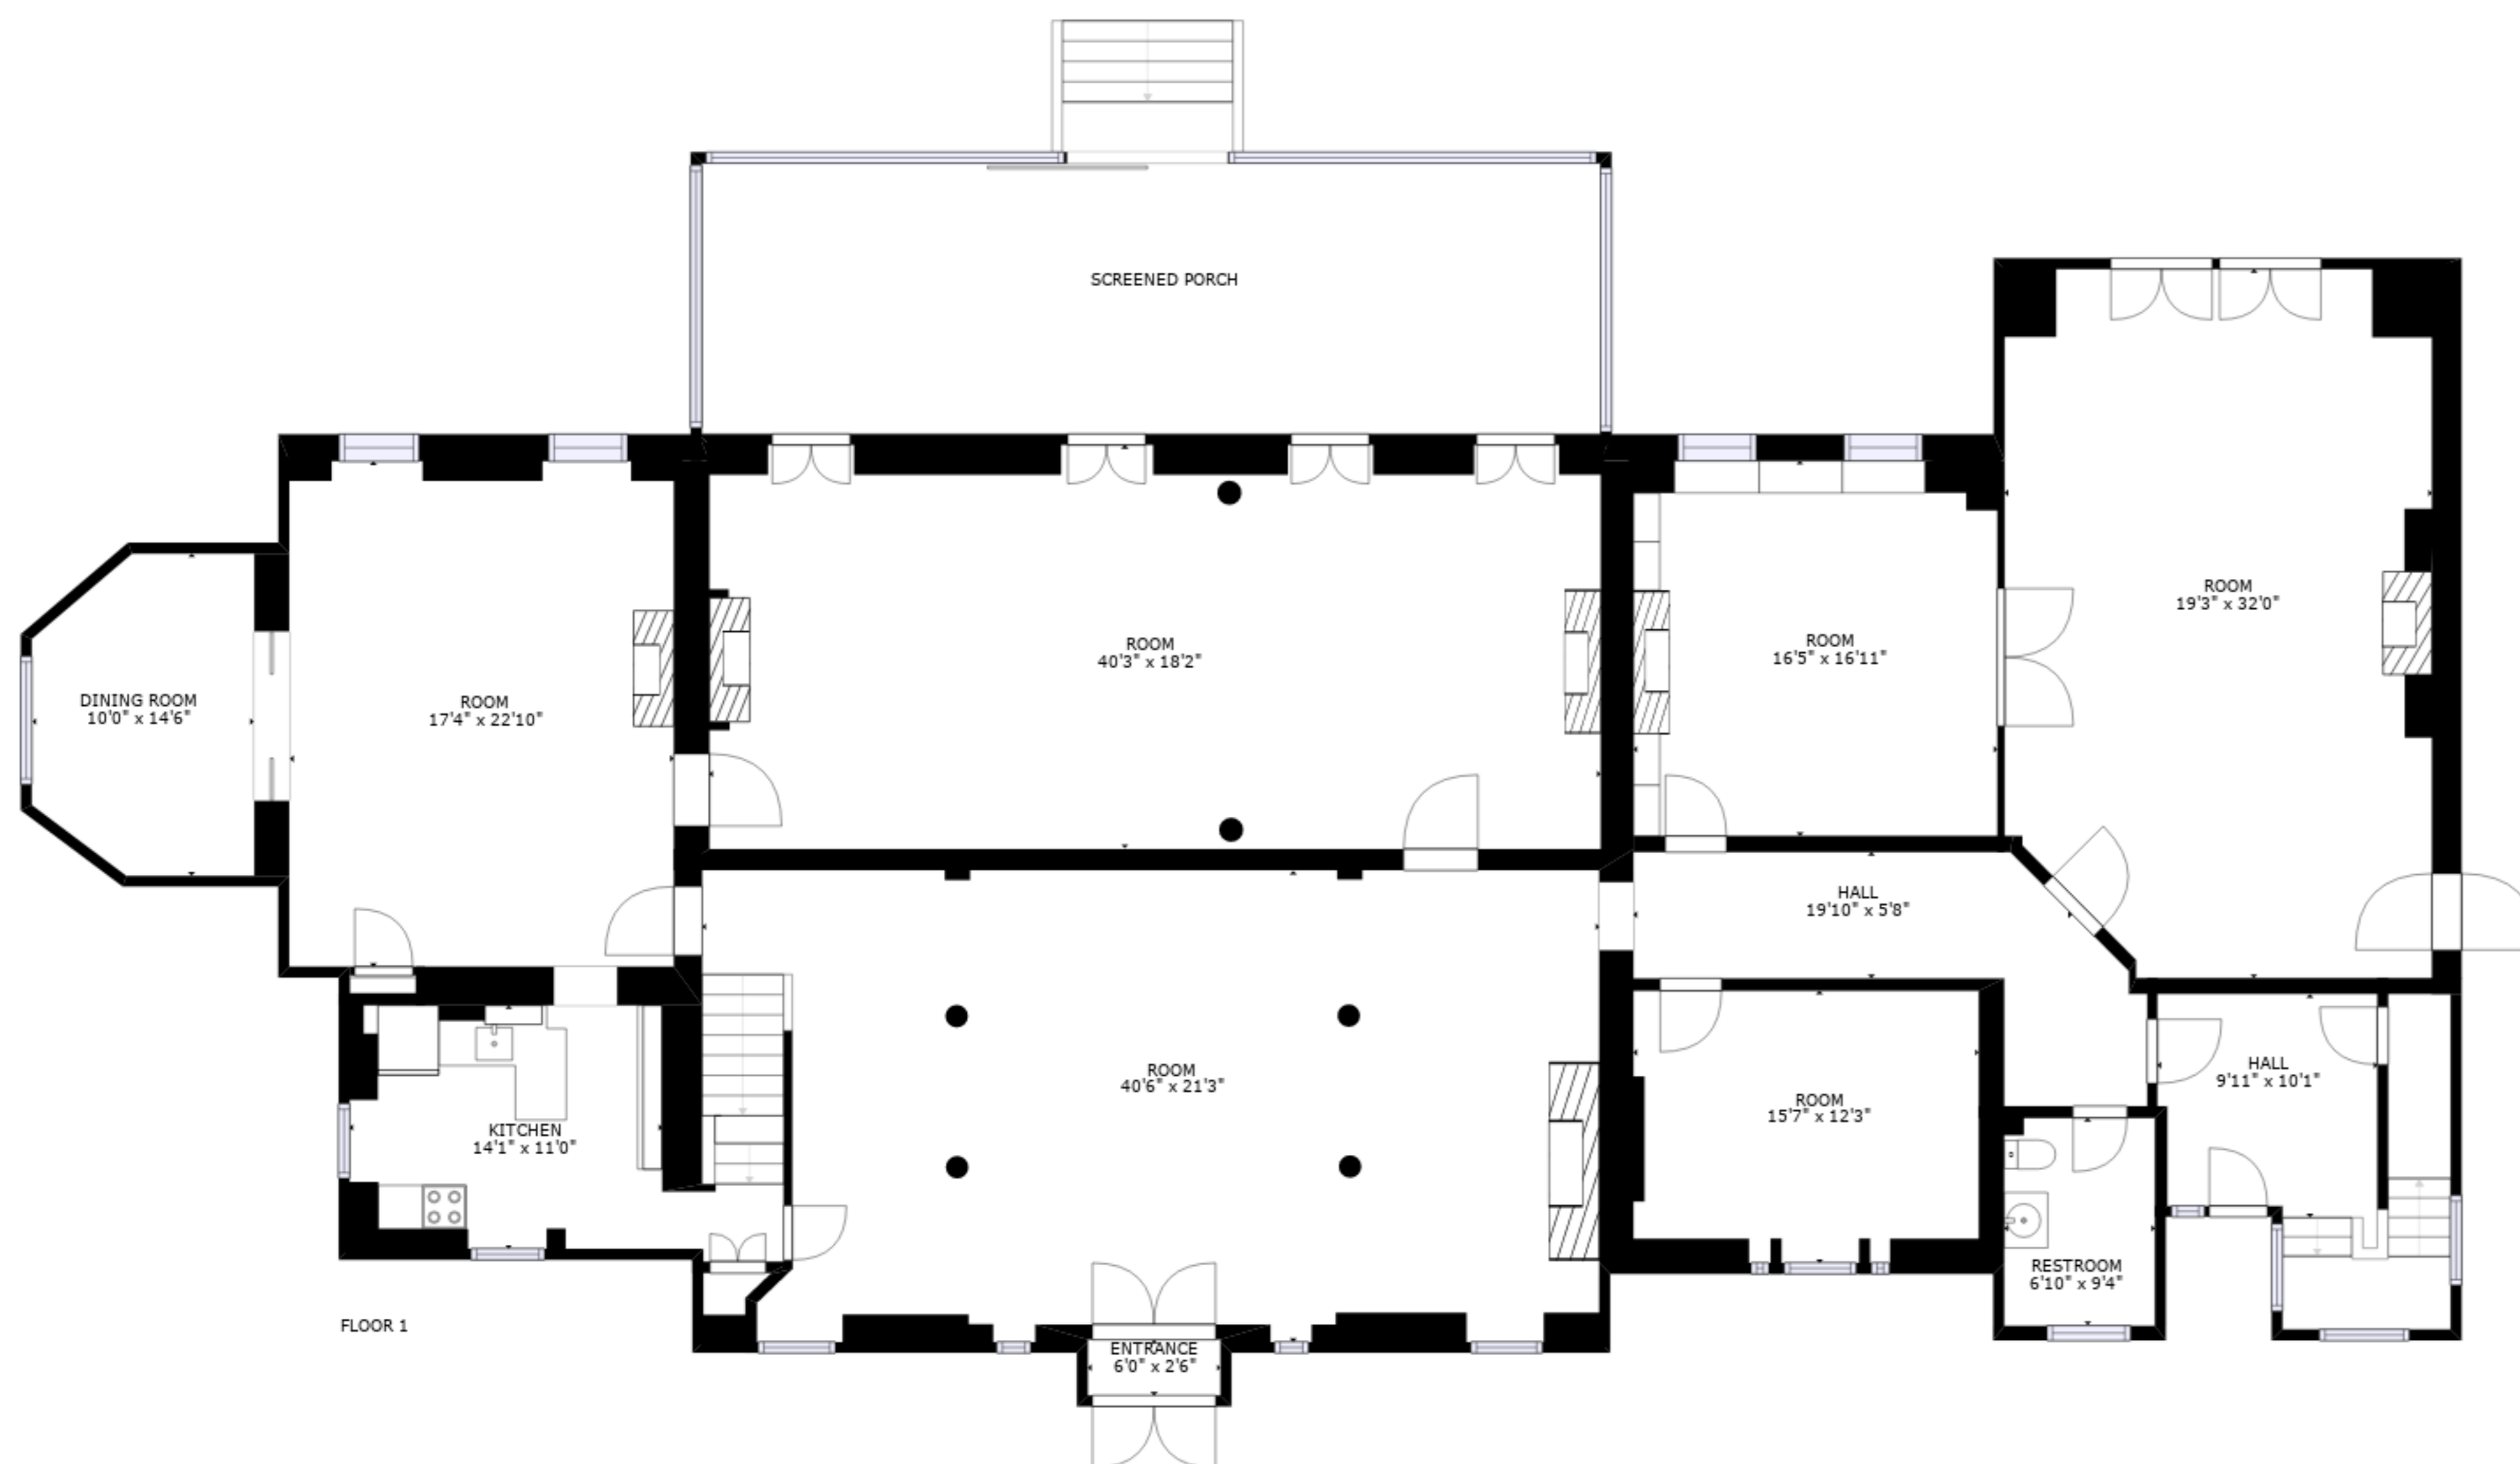 SCREENED PORCH
ROOM
19'3" x 32'0"
ROOM
40'3" x 18'2"
ROOM
16'5" x 16'11"
DINING ROOM
10'0" x 14'6"
ROOM
17'4" x 22'10"
HALL
19'10" x 5'8"
ROOM
40'6" x 21'3"
HALL
9'11" x 10'1"
ROOM
15'7" x 12'3"
KITCHEN
14'1" x 11'0"
RESTROOM
6'10" x 9'4"
FLOOR 1
ENTRANCE
6'0" x 2'6"